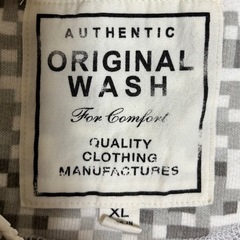 AUTHENTIC
ORIGINAL
WASH
For Comfort
QUALITY
CLOTHING
MANUFACTURES
XL